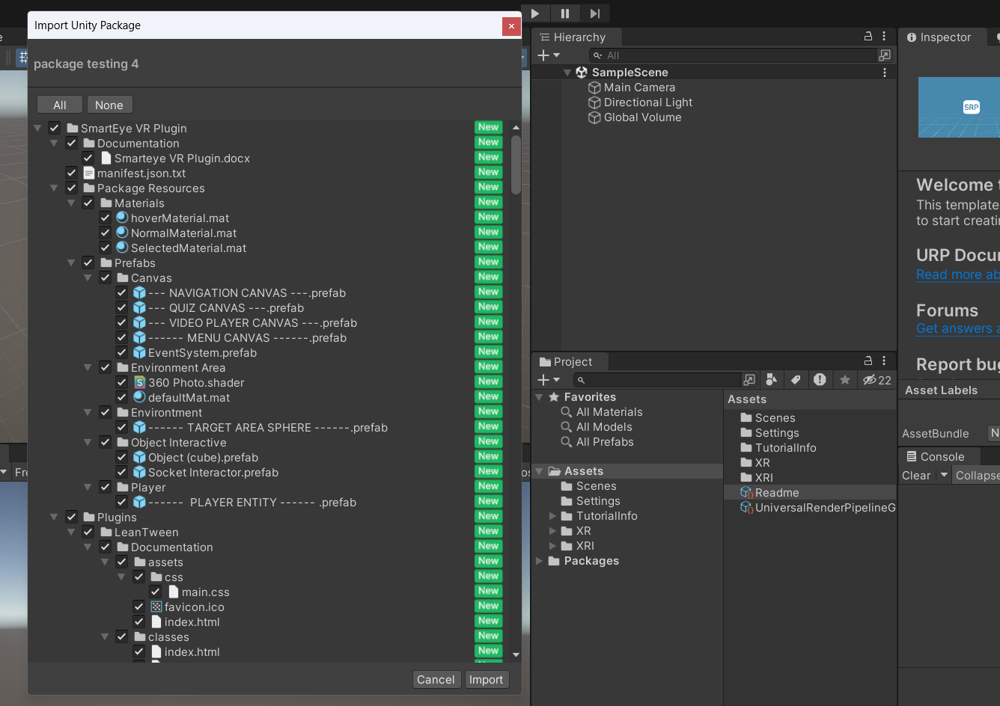 Import Unity Package
package testing 4
All
None
SmartEye VR Plugin New
Documentation New
Smarteye VR Plugin.docx New
manifest.json.txt New
Package Resources New
Materials New
hoverMaterial.mat New
NormalMaterial.mat New
SelectedMaterial.mat New
Prefabs New
Canvas New
--- NAVIGATION CANVAS ---.prefab New
--- QUIZ CANVAS ---.prefab New
--- VIDEO PLAYER CANVAS ---.prefab New
------ MENU CANVAS ------.prefab New
EventSystem.prefab New
Environment Area New
360 Photo.shader New
defaultMat.mat New
Environtment New
------ TARGET AREA SPHERE ------.prefab New
Object Interactive New
Object (cube).prefab New
Socket Interactor.prefab New
Player New
------ PLAYER ENTITY ------ .prefab New
Plugins New
LeanTween New
Documentation New
assets New
css New
main.css New
favicon.ico New
index.html New
classes New
index.html New
Cancel
Import
Hierarchy
All
SampleScene
Main Camera
Directional Light
Global Volume
Project
22
Favorites
All Materials
All Models
All Prefabs
Assets
Scenes
Settings
TutorialInfo
XR
XRI
Packages
Assets
Scenes
Settings
TutorialInfo
XR
XRI
Readme
UniversalRenderPipelineG
Inspector
SRP
Welcome t
This template
to start creatin
URP Docu
Read more ab
Forums
Get answers a
Report bug
Asset Labels
AssetBundle
Console
Clear
Collapse